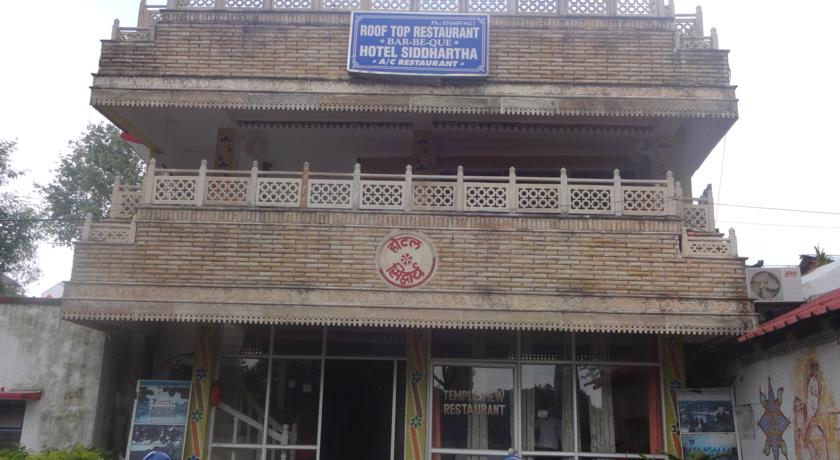 ROOF TOP RESTAURANT
• BAR-BE-QUE •
HOTEL SIDDHARTHA
• A/C RESTAURANT •
होटल
सिद्धार्थ
TEMPLE VIEW
RESTAURANT